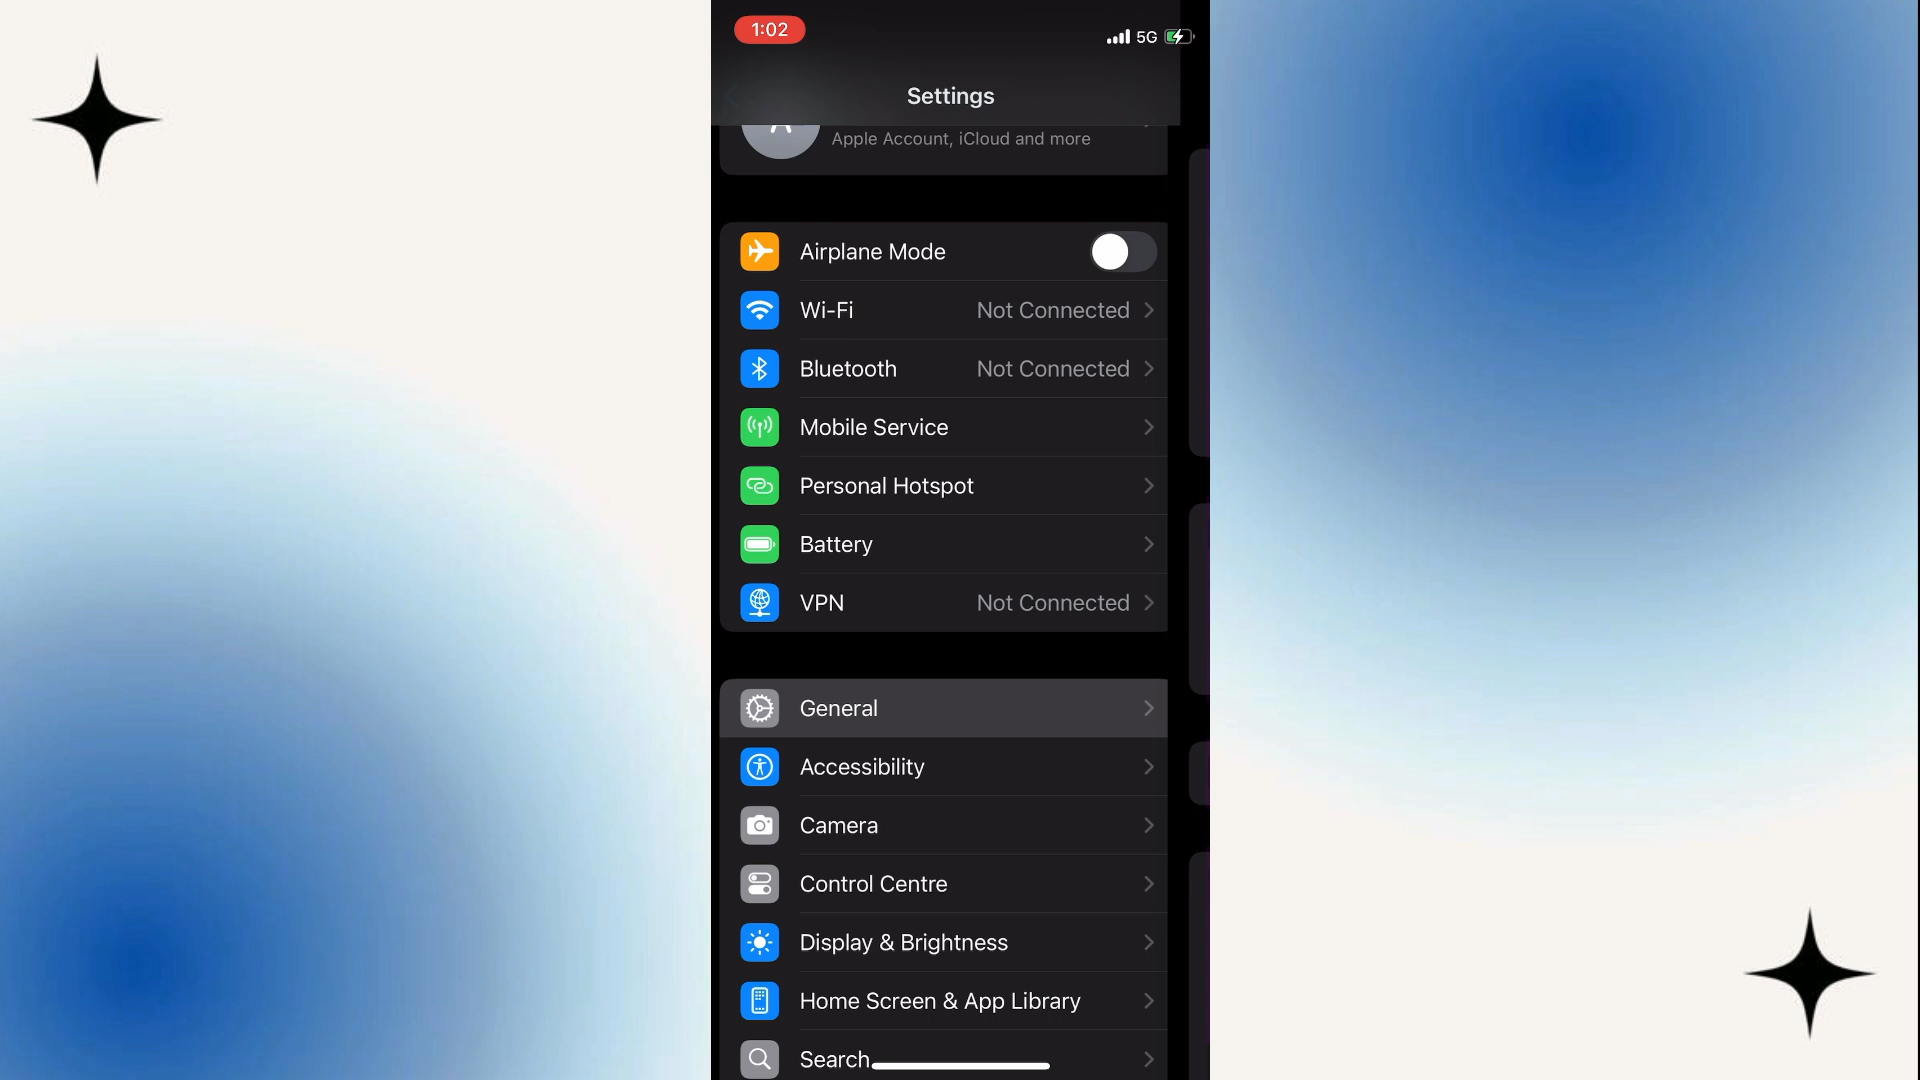 1:02
5G
Settings
Apple Account, iCloud and more
Airplane Mode
Wi-Fi Not Connected
Bluetooth Not Connected
Mobile Service
Personal Hotspot
Battery
VPN Not Connected
General
Accessibility
Camera
Control Centre
Display & Brightness
Home Screen & App Library
Search